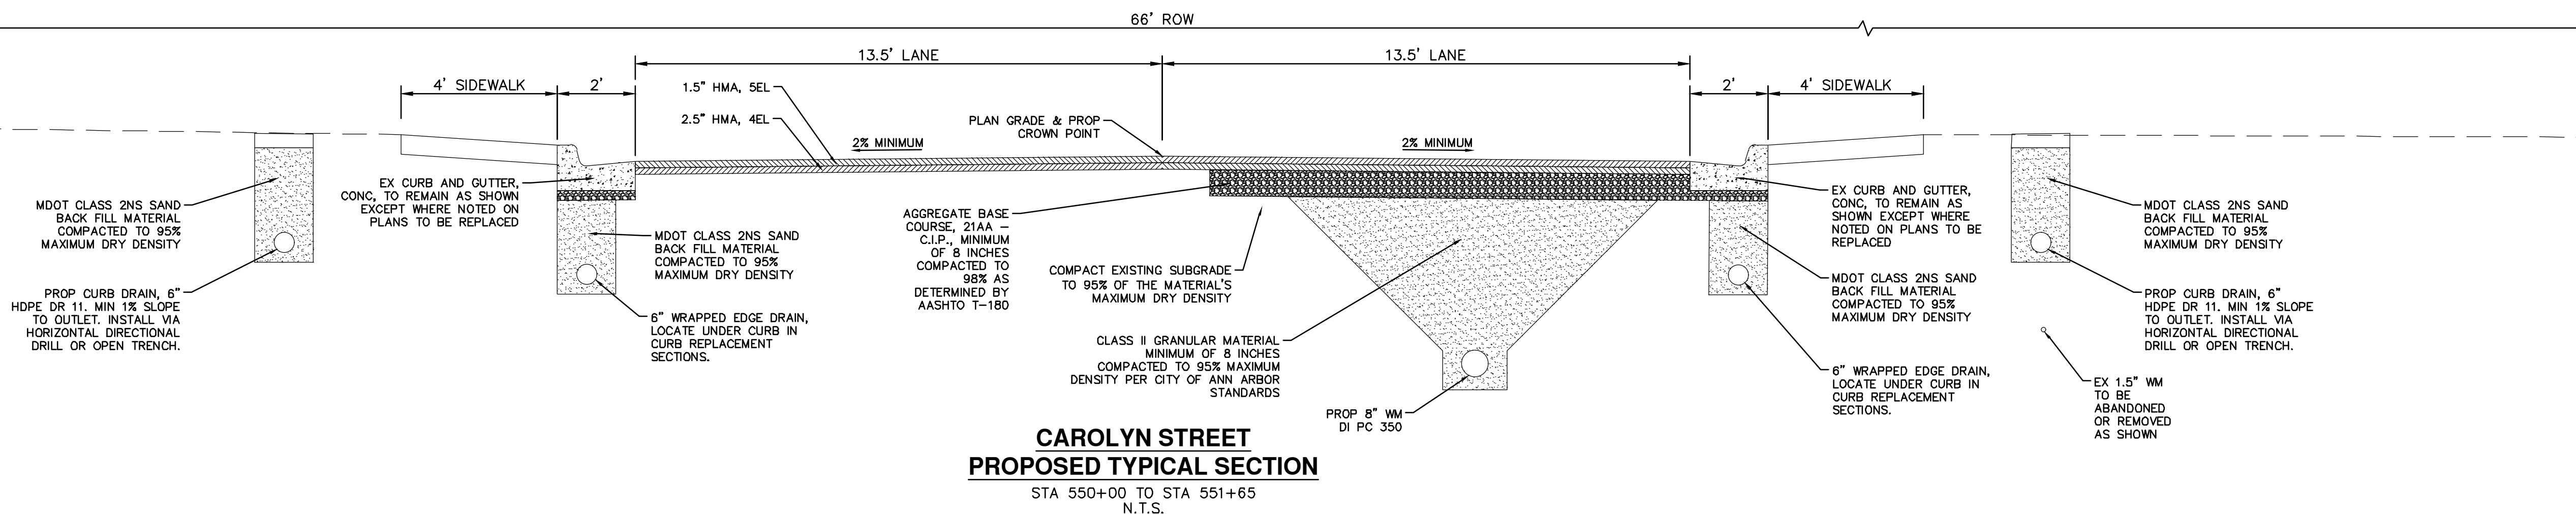 66' ROW
13.5' LANE
13.5' LANE
4' SIDEWALK
2'
1.5" HMA, 5EL
2.5" HMA, 4EL
2% MINIMUM
PLAN GRADE & PROP
CROWN POINT
2% MINIMUM
2'
4' SIDEWALK
MDOT CLASS 2NS SAND
BACK FILL MATERIAL
COMPACTED TO 95%
MAXIMUM DRY DENSITY
PROP CURB DRAIN, 6"
HDPE DR 11. MIN 1% SLOPE
TO OUTLET. INSTALL VIA
HORIZONTAL DIRECTIONAL
DRILL OR OPEN TRENCH.
EX CURB AND GUTTER,
CONC, TO REMAIN AS SHOWN
EXCEPT WHERE NOTED ON
PLANS TO BE REPLACED
MDOT CLASS 2NS SAND
BACK FILL MATERIAL
COMPACTED TO 95%
MAXIMUM DRY DENSITY
6" WRAPPED EDGE DRAIN,
LOCATE UNDER CURB IN
CURB REPLACEMENT
SECTIONS.
AGGREGATE BASE
COURSE, 21AA –
C.I.P., MINIMUM
OF 8 INCHES
COMPACTED TO
98% AS
DETERMINED BY
AASHTO T-180
COMPACT EXISTING SUBGRADE
TO 95% OF THE MATERIAL'S
MAXIMUM DRY DENSITY
CLASS II GRANULAR MATERIAL
MINIMUM OF 8 INCHES
COMPACTED TO 95% MAXIMUM
DENSITY PER CITY OF ANN ARBOR
STANDARDS
PROP 8" WM
DI PC 350
EX CURB AND GUTTER,
CONC, TO REMAIN AS
SHOWN EXCEPT WHERE
NOTED ON PLANS TO BE
REPLACED
MDOT CLASS 2NS SAND
BACK FILL MATERIAL
COMPACTED TO 95%
MAXIMUM DRY DENSITY
6" WRAPPED EDGE DRAIN,
LOCATE UNDER CURB IN
CURB REPLACEMENT
SECTIONS.
MDOT CLASS 2NS SAND
BACK FILL MATERIAL
COMPACTED TO 95%
MAXIMUM DRY DENSITY
PROP CURB DRAIN, 6"
HDPE DR 11. MIN 1% SLOPE
TO OUTLET. INSTALL VIA
HORIZONTAL DIRECTIONAL
DRILL OR OPEN TRENCH.
EX 1.5" WM
TO BE
ABANDONED
OR REMOVED
AS SHOWN
CAROLYN STREET
PROPOSED TYPICAL SECTION
STA 550+00 TO STA 551+65
N.T.S.